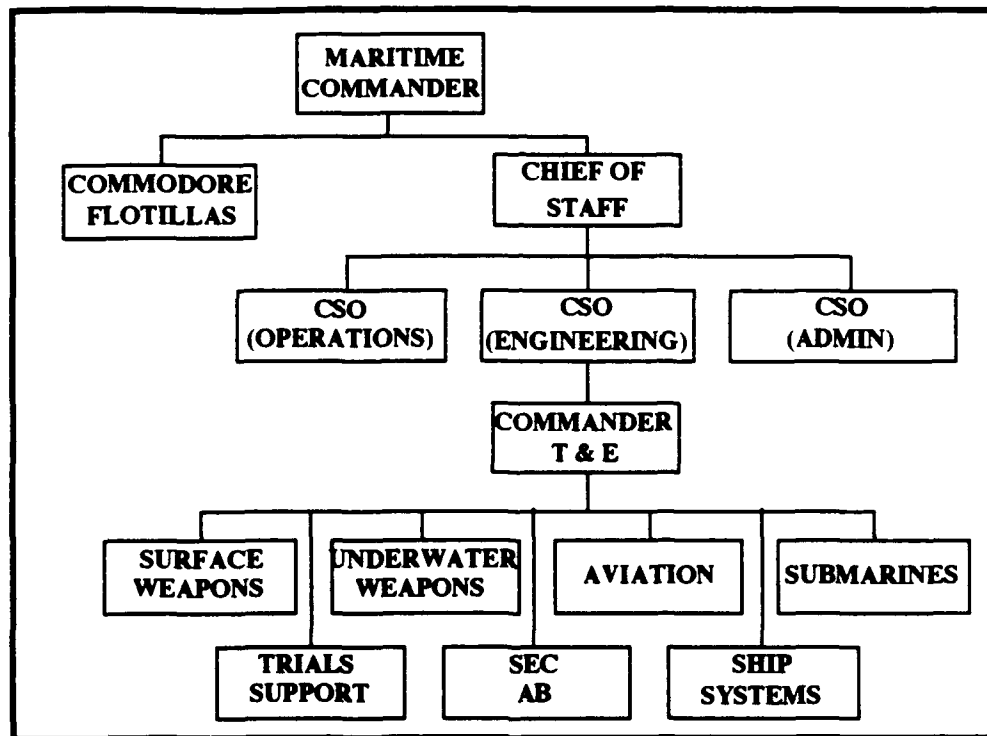 MARITIME
COMMANDER
COMMODORE
FLOTILLAS
CHIEF OF
STAFF
CSO
(OPERATIONS)
CSO
(ENGINEERING)
CSO
(ADMIN)
COMMANDER
T & E
SURFACE
WEAPONS
UNDERWATER
WEAPONS
AVIATION
SUBMARINES
TRIALS
SUPPORT
SEC
AB
SHIP
SYSTEMS